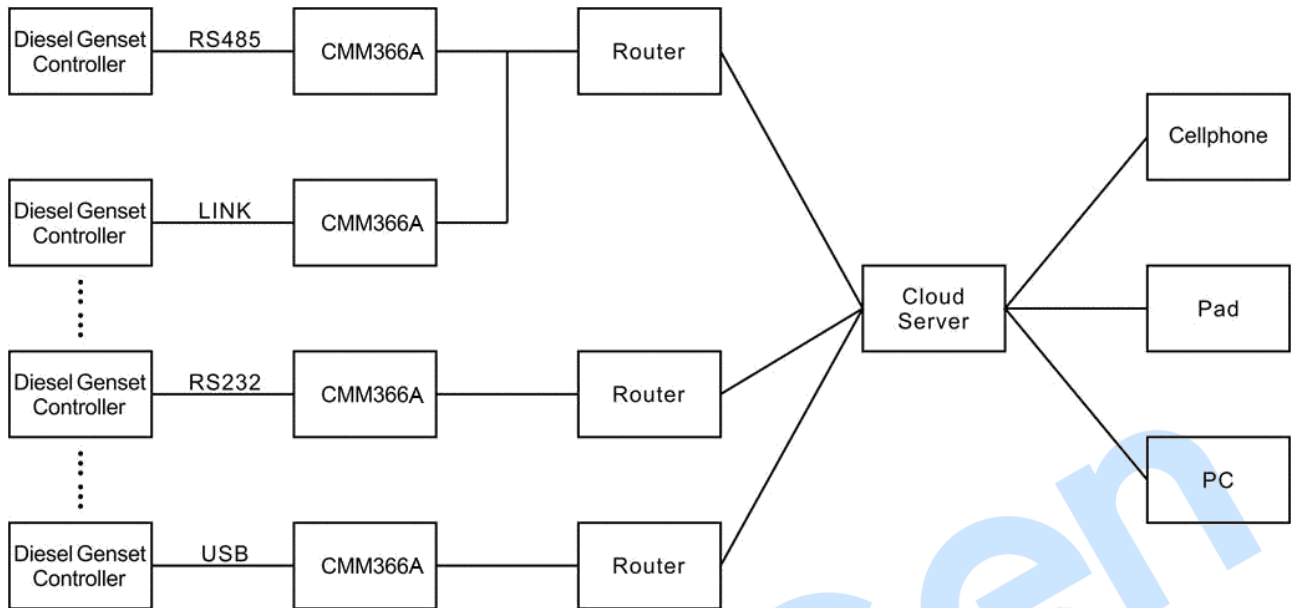 Diesel Genset
Controller
RS485
CMM366A
Router
Cellphone
Diesel Genset
Controller
LINK
CMM366A
Cloud
Server
Pad
Diesel Genset
Controller
RS232
CMM366A
Router
PC
Diesel Genset
Controller
USB
CMM366A
Router